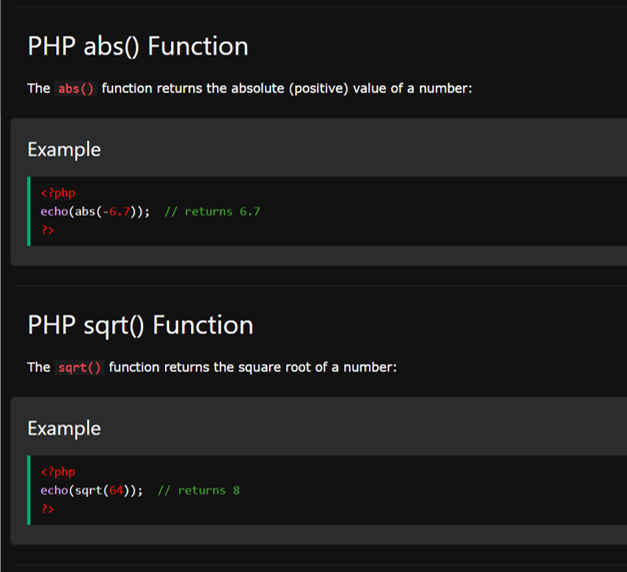 PHP abs() Function
The abs() function returns the absolute (positive) value of a number:
Example
<?php
echo(abs(-6.7));  // returns 6.7
?>
PHP sqrt() Function
The sqrt() function returns the square root of a number:
Example
<?php
echo(sqrt(64));  // returns 8
?>